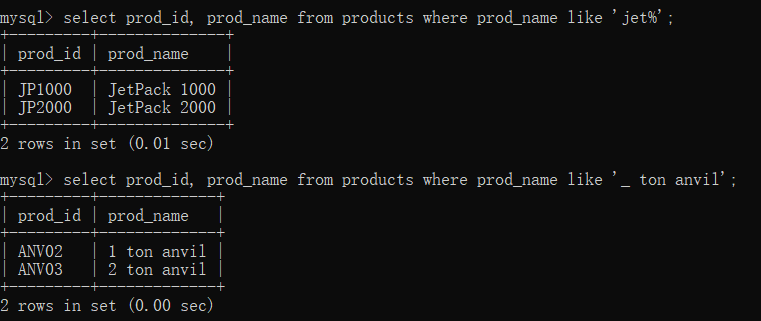 mysql> select prod_id, prod_name from products where prod_name like 'jet%';
+---------+--------------+
| prod_id | prod_name    |
+---------+--------------+
| JP1000  | JetPack 1000 |
| JP2000  | JetPack 2000 |
+---------+--------------+
2 rows in set (0.01 sec)

mysql> select prod_id, prod_name from products where prod_name like '_ ton anvil';
+---------+-------------+
| prod_id | prod_name   |
+---------+-------------+
| ANV02   | 1 ton anvil |
| ANV03   | 2 ton anvil |
+---------+-------------+
2 rows in set (0.00 sec)